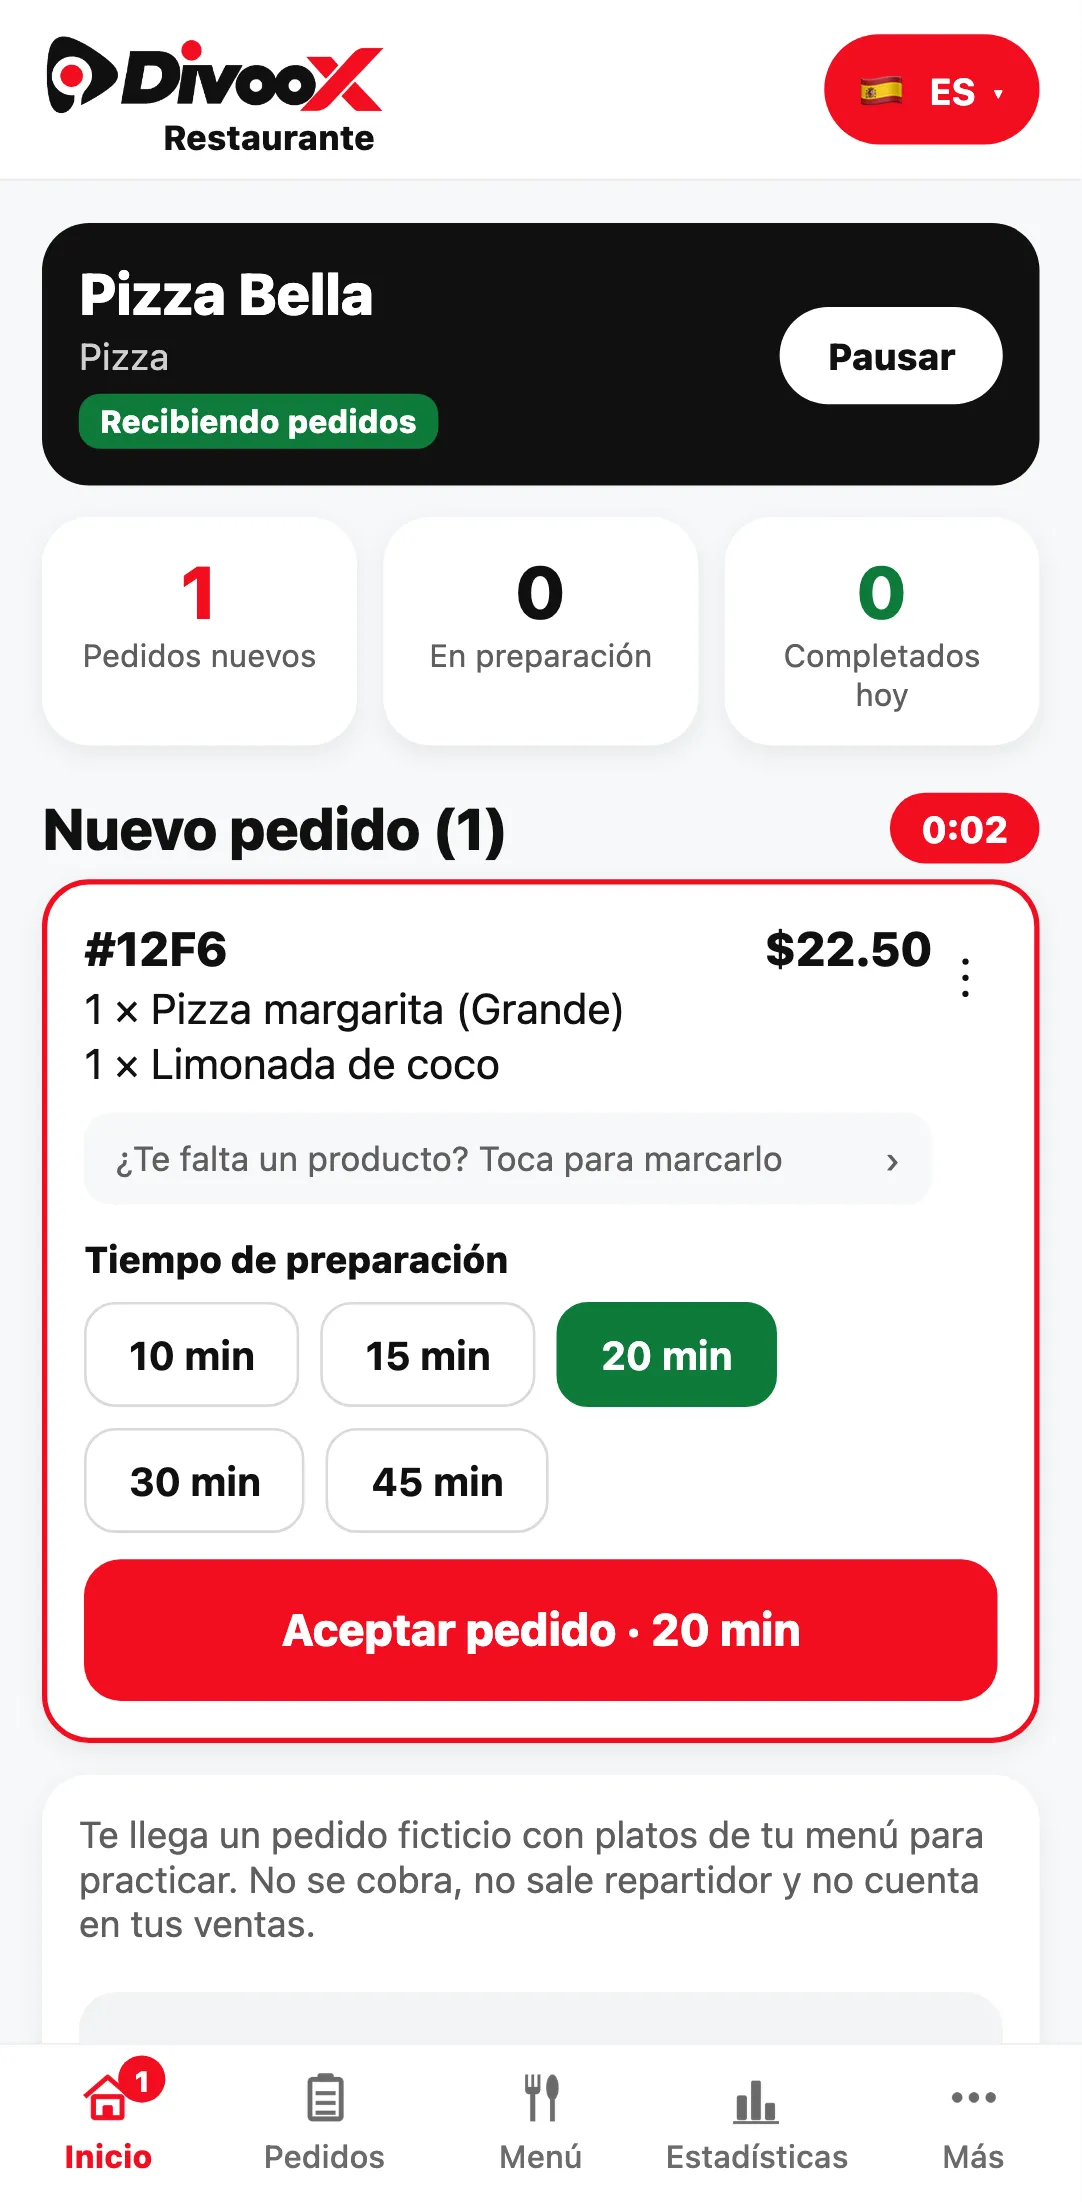 DivooX
Restaurante
ES
Pizza Bella
Pizza
Recibiendo pedidos
Pausar
1
Pedidos nuevos
0
En preparación
0
Completados
hoy
Nuevo pedido (1)
0:02
#12F6
$22.50
1 × Pizza margarita (Grande)
1 × Limonada de coco
¿Te falta un producto? Toca para marcarlo
Tiempo de preparación
10 min
15 min
20 min
30 min
45 min
Aceptar pedido · 20 min
Te llega un pedido ficticio con platos de tu menú para
practicar. No se cobra, no sale repartidor y no cuenta
en tus ventas.
1
Inicio
Pedidos
Menú
Estadísticas
Más